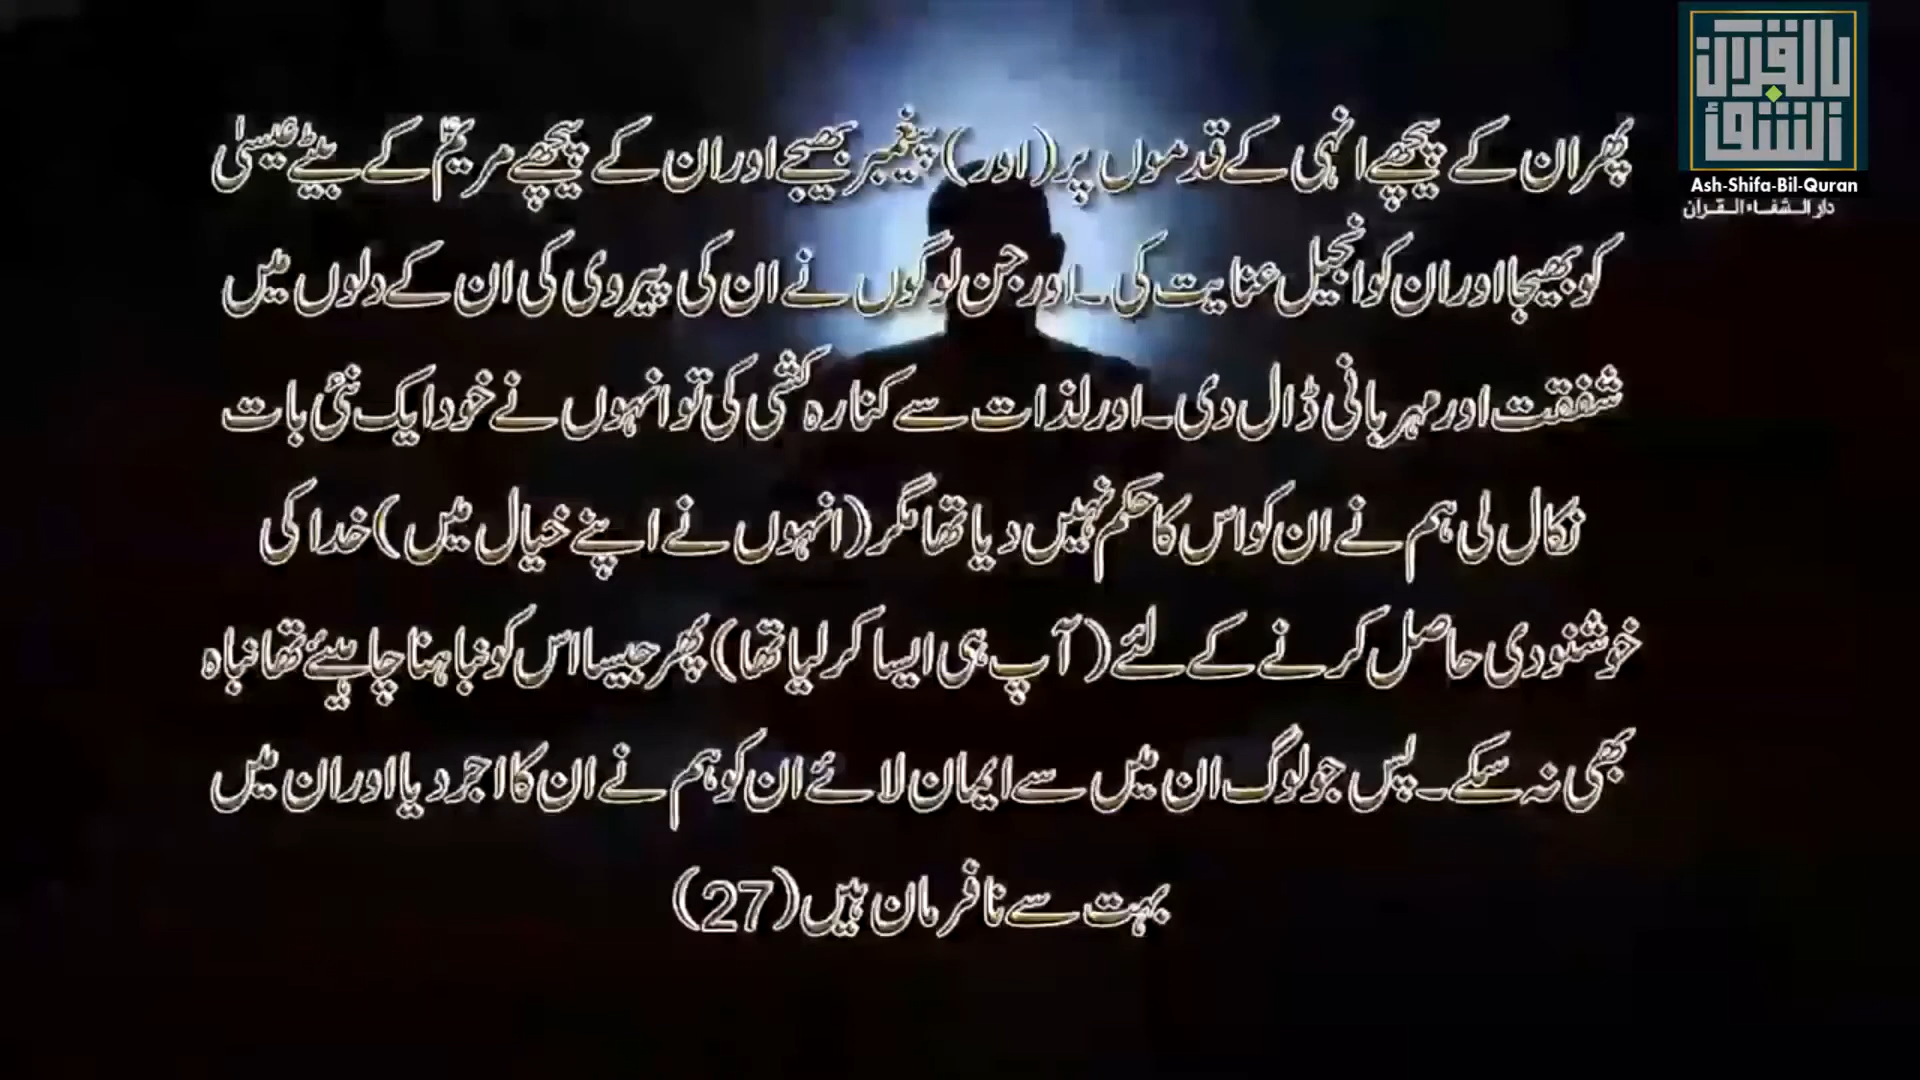 پھر ان کے پیچھے انہی کے قدموں پر (اور) پیغمبر بھیجے اور ان کے پیچھے مریمؑ کے بیٹے عیسیٰ
کو بھیجا اور ان کو انجیل عنایت کی۔ اور جن لوگوں نے ان کی پیروی کی ان کے دلوں میں
شفقت اور مہربانی ڈال دی۔ اور لذات سے کنارہ کشی کی تو انہوں نے خود ایک نئی بات
نکال لی ہم نے ان کو اس کا حکم نہیں دیا تھا مگر (انہوں نے اپنے خیال میں) خدا کی
خوشنودی حاصل کرنے کے لئے (آپ ہی ایسا کرلیا تھا) پھر جیسا اس کو نباہنا چاہیئے تھا نباہ
بھی نہ سکے۔ پس جو لوگ ان میں سے ایمان لائے ان کو ہم نے ان کا اجر دیا اور ان میں
بہت سے نافرمان ہیں (27)
بالقرآن
الشفاء
Ash-Shifa-Bil-Quran
دار الشفاء القرآن